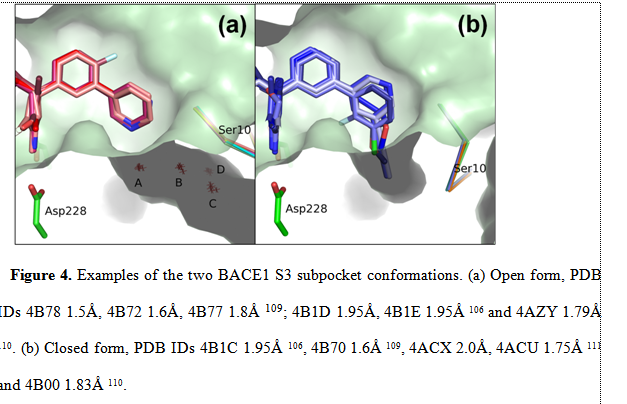 (a)
(b)
Ser10
Ser10
A
B
D
C
Asp228
Asp228
Figure 4. Examples of the two BACE1 S3 subpocket conformations. (a) Open form, PDB
IDs 4B78 1.5Å, 4B72 1.6Å, 4B77 1.8Å 109; 4B1D 1.95Å, 4B1E 1.95Å 106 and 4AZY 1.79Å
10. (b) Closed form, PDB IDs 4B1C 1.95Å 106, 4B70 1.6Å 109, 4ACX 2.0Å, 4ACU 1.75Å 111
and 4B00 1.83Å 110.